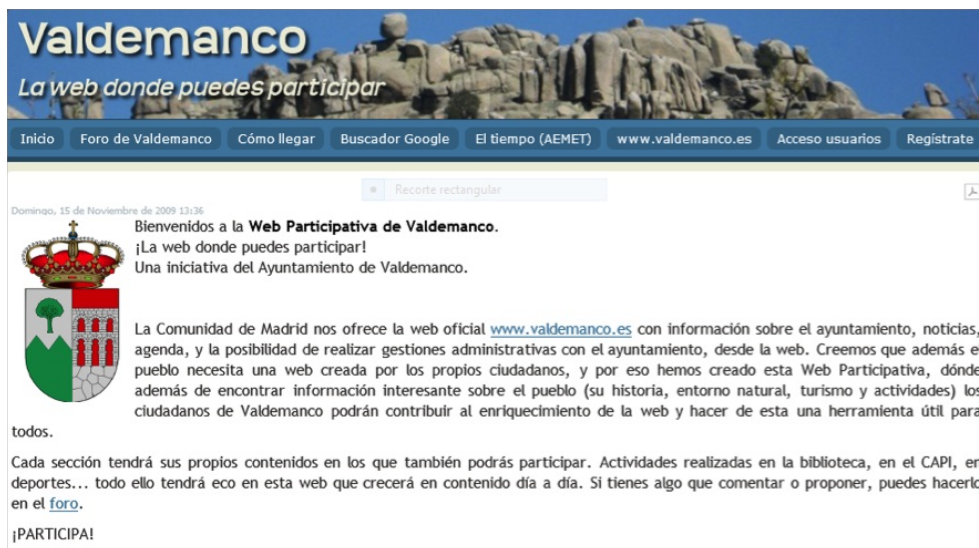 Valdemanco
La web donde puedes participar
Inicio Foro de Valdemanco Cómo llegar Buscador Google El tiempo (AEMET) www.valdemanco.es Acceso usuarios Regístrate
Recorte rectangular
Domingo, 15 de Noviembre de 2009 13:36
Bienvenidos a la Web Participativa de Valdemanco.
¡La web donde puedes participar!
Una iniciativa del Ayuntamiento de Valdemanco.
La Comunidad de Madrid nos ofrece la web oficial www.valdemanco.es con información sobre el ayuntamiento, noticias,
agenda, y la posibilidad de realizar gestiones administrativas con el ayuntamiento, desde la web. Creemos que además e
pueblo necesita una web creada por los propios ciudadanos, y por eso hemos creado esta Web Participativa, dónde
además de encontrar información interesante sobre el pueblo (su historia, entorno natural, turismo y actividades) los
ciudadanos de Valdemanco podrán contribuir al enriquecimiento de la web y hacer de esta una herramienta útil para
todos.
Cada sección tendrá sus propios contenidos en los que también podrás participar. Actividades realizadas en la biblioteca, en el CAPI, en
deportes... todo ello tendrá eco en esta web que crecerá en contenido día a día. Si tienes algo que comentar o proponer, puedes hacerlo
en el foro.
¡PARTICIPA!